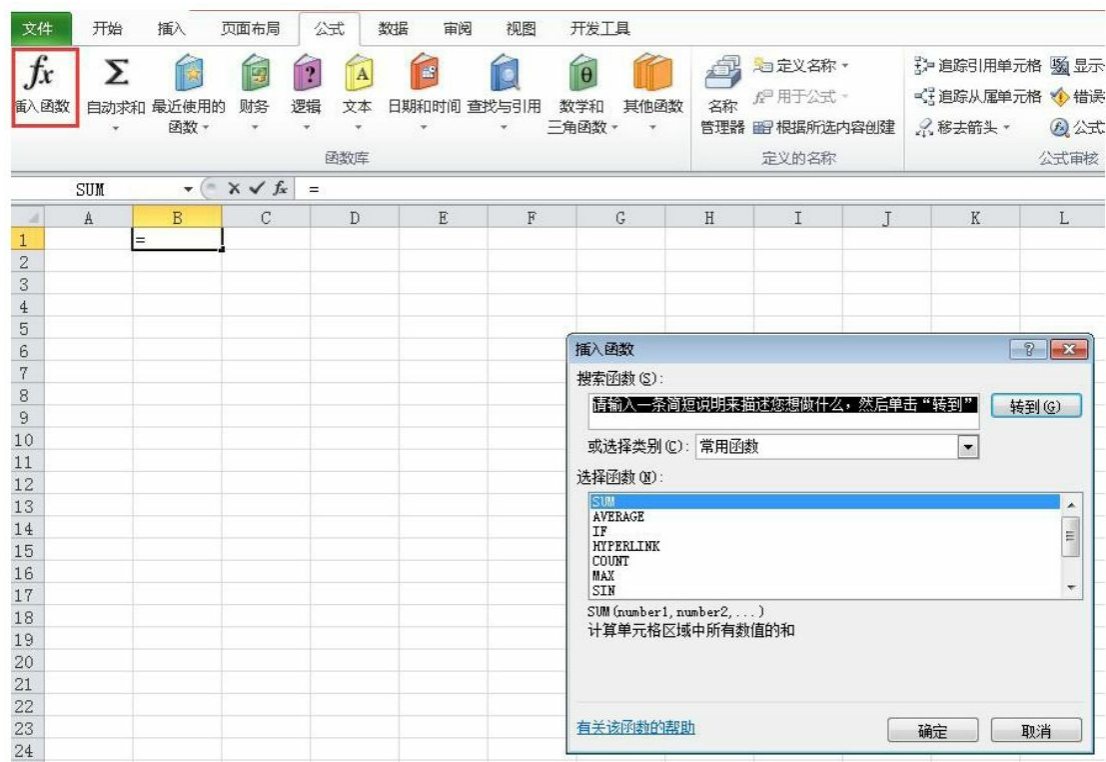 文件 开始 插入 页面布局 公式 数据 审阅 视图 开发工具
fx Σ ? A θ 定义名称 追踪引用单元格 显示
插入函数 自动求和 最近使用的 财务 逻辑 文本 日期和时间 查找与引用 数学和 其他函数 名称 用于公式 追踪从属单元格 错误
函数 三角函数 管理器 根据所选内容创建 移去箭头 公式
函数库 定义的名称 公式审核
SUM fx =
A B C D E F G H I J K L
1 =
2
3
4
5
6
7
8
9
10
11
12
13
14
15
16
17
18
19
20
21
22
23
24
插入函数 ?
搜索函数(S):
请输入一条简短说明来描述您想做什么，然后单击“转到” 转到(G)
或选择类别(C): 常用函数
选择函数(N):
SUM
AVERAGE
IF
HYPERLINK
COUNT
MAX
SIN
SUM(number1,number2,...)
计算单元格区域中所有数值的和
有关该函数的帮助 确定 取消